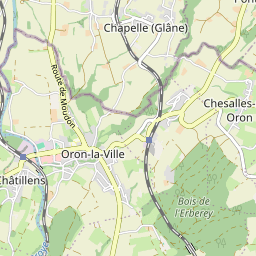 Chapelle (Glâne)
Route de Moudon
Chesalles-
Oron
Oron-la-Ville
Châtillens
Bois de
l'Erberey